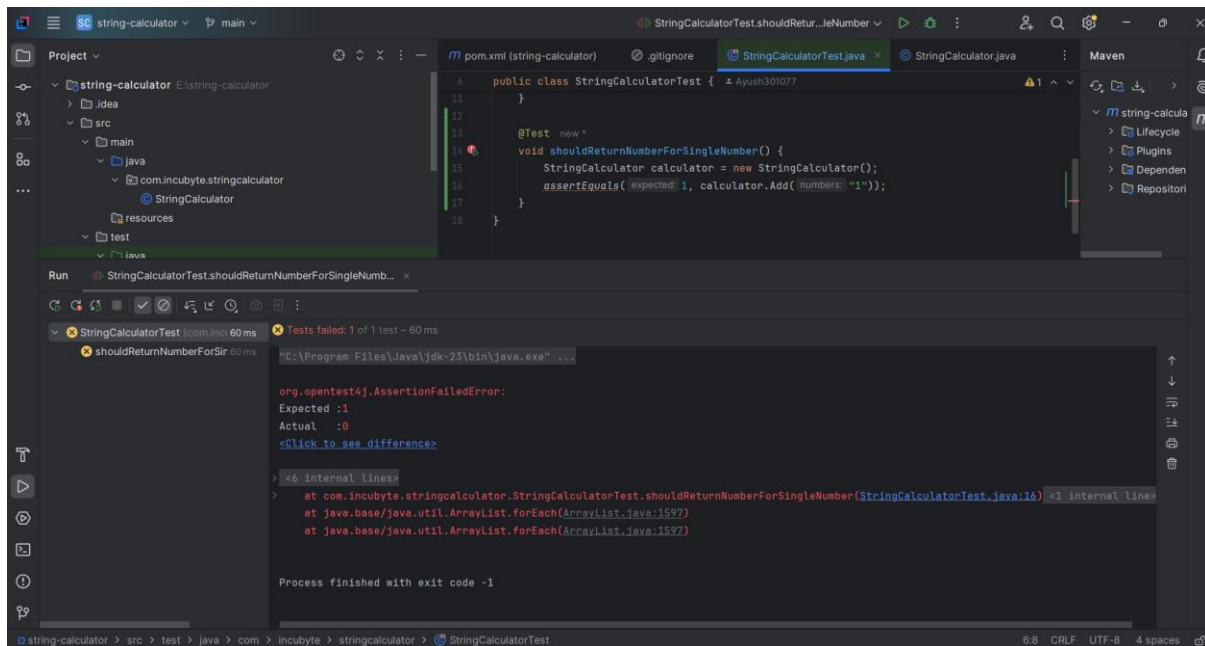 SC string-calculator main StringCalculatorTest.shouldRetur...leNumber
Project
string-calculator E:\string-calculator
.idea
src
main
java
com.incubyte.stringcalculator
StringCalculator
resources
test
java
pom.xml (string-calculator) .gitignore StringCalculatorTest.java StringCalculator.java
6 public class StringCalculatorTest { Ayush301077
1
11 }
12
13 @Test new *
14 void shouldReturnNumberForSingleNumber() {
15 StringCalculator calculator = new StringCalculator();
16 assertEquals( expected: 1, calculator.Add( numbers: "1"));
17 }
18 }
Maven
string-calcula
Lifecycle
Plugins
Dependen
Repositori
Run StringCalculatorTest.shouldReturnNumberForSingleNumb...
StringCalculatorTest (com.inc 60 ms
shouldReturnNumberForSir 60 ms
Tests failed: 1 of 1 test – 60 ms
"C:\Program Files\Java\jdk-23\bin\java.exe" ...
org.opentest4j.AssertionFailedError:
Expected :1
Actual :0
<Click to see difference>
<6 internal lines>
at com.incubyte.stringcalculator.StringCalculatorTest.shouldReturnNumberForSingleNumber(StringCalculatorTest.java:16) <1 internal line>
at java.base/java.util.ArrayList.forEach(ArrayList.java:1597)
at java.base/java.util.ArrayList.forEach(ArrayList.java:1597)
Process finished with exit code -1
string-calculator > src > test > java > com > incubyte > stringcalculator > StringCalculatorTest 6:8 CRLF UTF-8 4 spaces